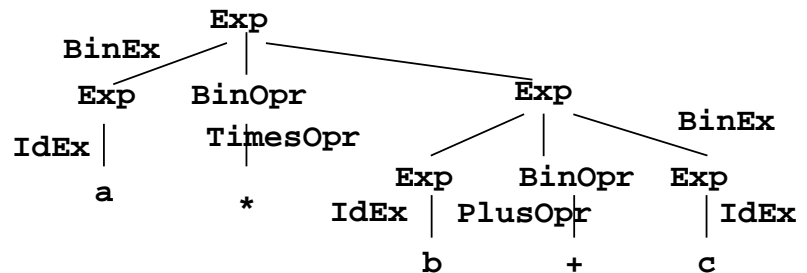 Exp
BinEx
Exp BinOpr Exp
BinEx
IdEx TimesOpr
a * Exp BinOpr Exp
IdEx PlusOpr IdEx
b + c